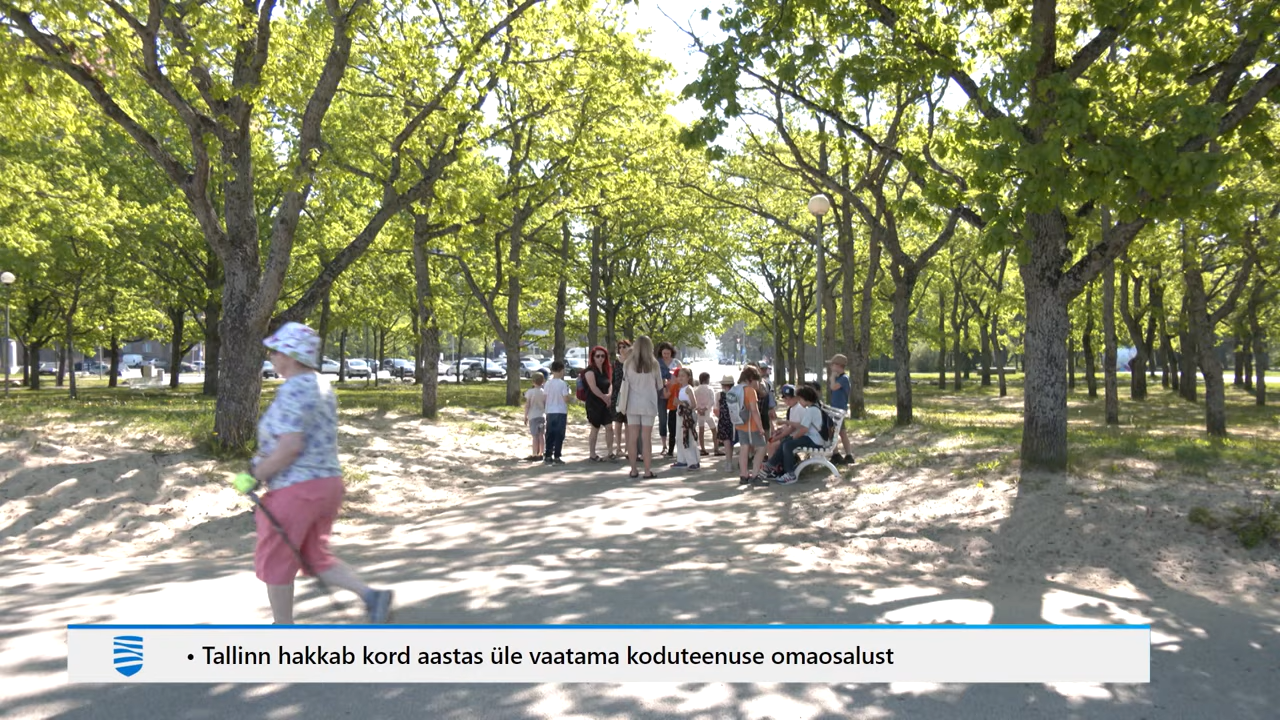 • Tallinn hakkab kord aastas üle vaatama koduteenuse omaosalust